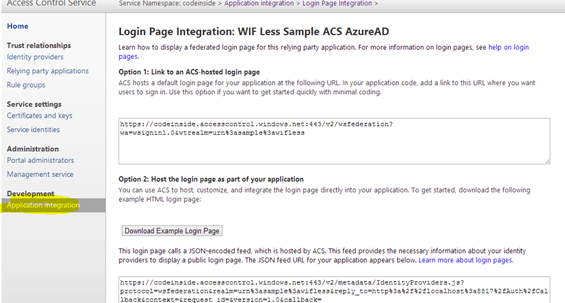 Access Control Service
Service Namespace: codeinside > Application integration > Login Page Integration >
Home
Trust relationships
Identity providers
Relying party applications
Rule groups
Service settings
Certificates and keys
Service identities
Administration
Portal administrators
Management service
Development
Application integration
Login Page Integration: WIF Less Sample ACS AzureAD
Learn how to display a federated login page for this relying party application. For more information on login pages, see help on login
pages.
Option 1: Link to an ACS-hosted login page
ACS hosts a default login page for your application at the following URL. In your application code, add a link to this URL where you want
users to sign in. Use this option if you want to get started quickly with minimal coding.
https://codeinside.accesscontrol.windows.net:443/v2/wsfederation?
wa=wsignin1.0&wtrealm=urn%3asample%3awifless
Option 2: Host the login page as part of your application
You can use ACS to host, customize, and integrate the login page directly into your application. To get started, download the following
example HTML login page:
Download Example Login Page
This login page calls a JSON-encoded feed, which is hosted by ACS. This feed provides the necessary information about your identity
providers to display a public login page. The JSON feed URL for your application appears below. Learn more about login pages.
https://codeinside.accesscontrol.windows.net:443/v2/metadata/IdentityProviders.js?
protocol=wsfederation&realm=urn%3asample%3awifless&reply_to=http%3a%2f%2flocalhost%3a8817%2fAuth%2fCal
lback&context=&request_id=&version=1.0&callback=